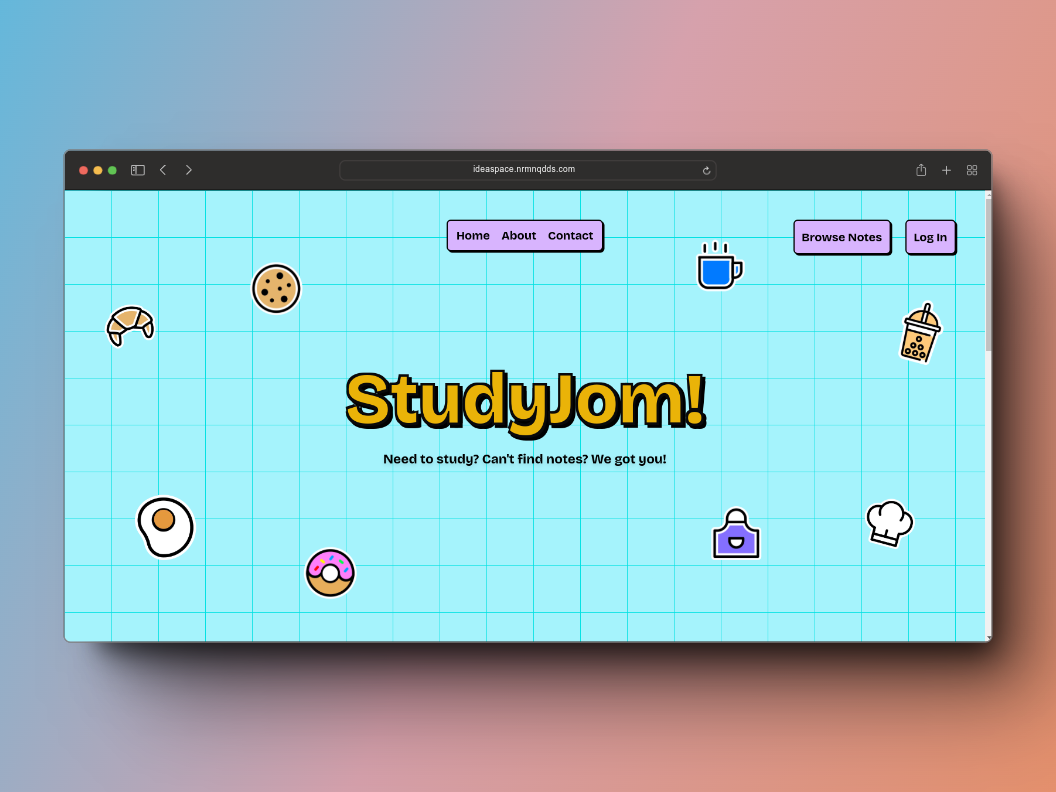 ideaspace.nrmnqdds.com
Home About Contact
Browse Notes
Log In
StudyJom!
Need to study? Can't find notes? We got you!